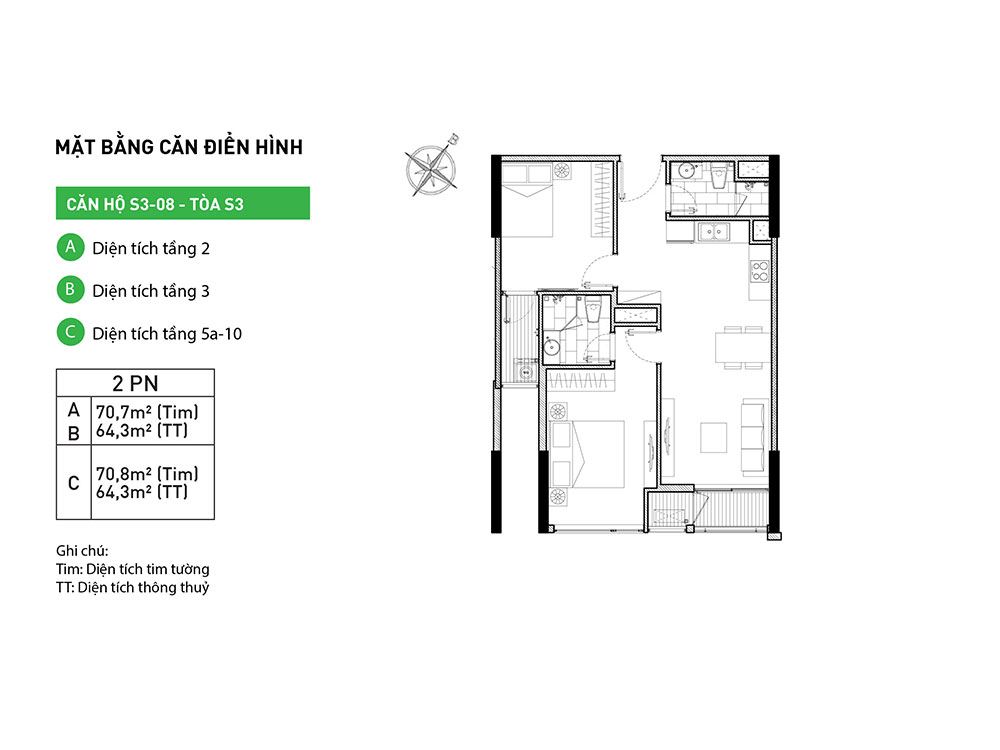 MẶT BẰNG CĂN ĐIỂN HÌNH
B
CĂN HỘ S3-08 - TÒA S3
A Diện tích tầng 2
B Diện tích tầng 3
C Diện tích tầng 5a-10
2 PN
A 70,7m² (Tim)
B 64,3m² (TT)
C 70,8m² (Tim)
64,3m² (TT)
Ghi chú:
Tim: Diện tích tim tường
TT: Diện tích thông thuỷ